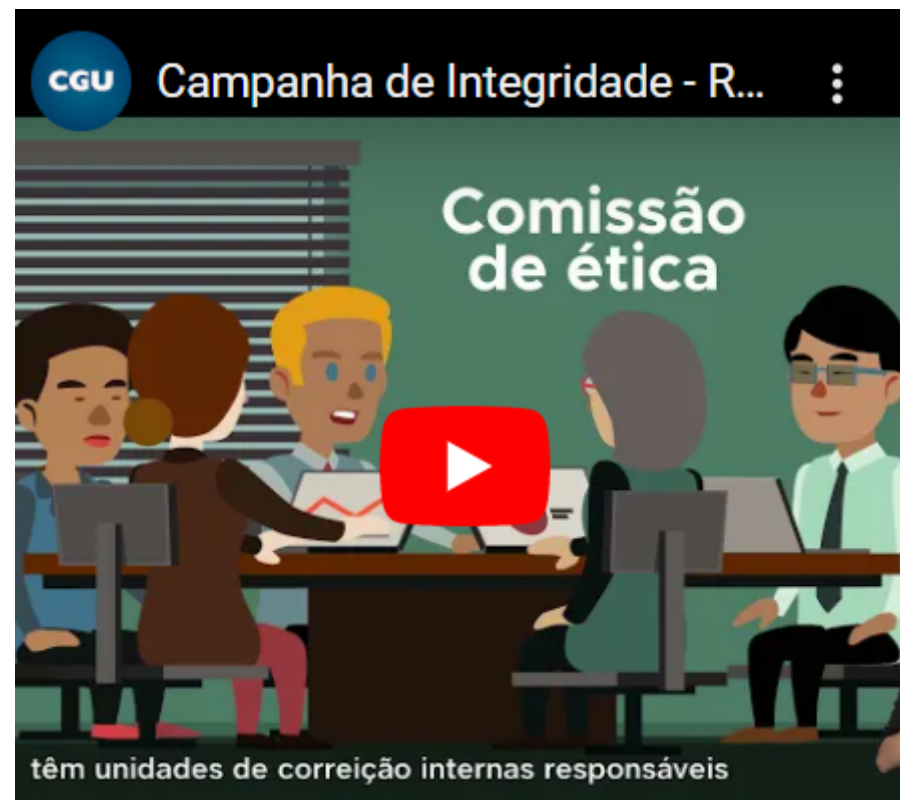 CGU
Campanha de Integridade - R...
Comissão
de ética
têm unidades de correição internas responsáveis